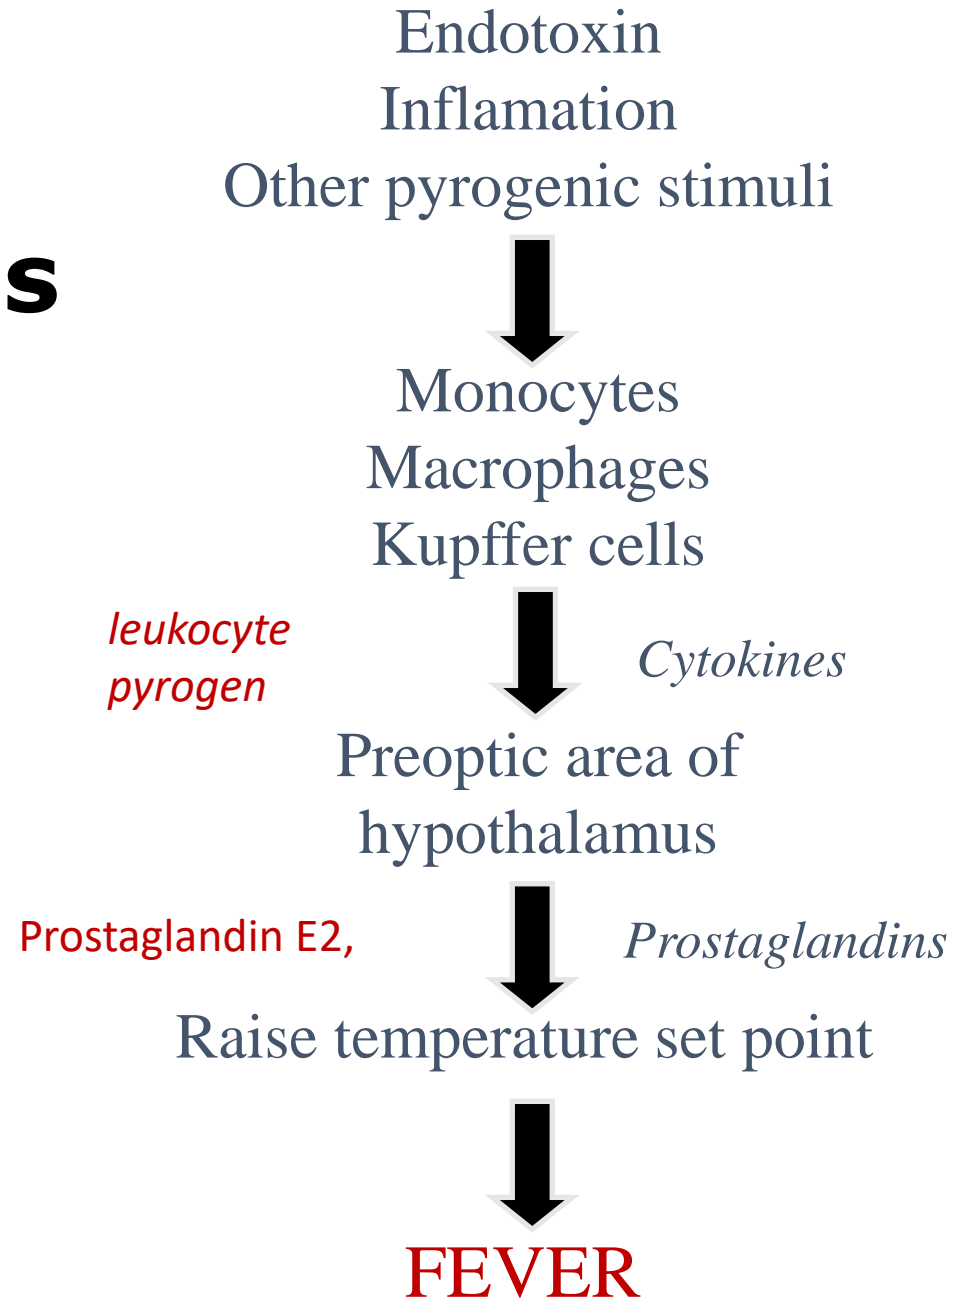 Endotoxin
Inflamation
Other pyrogenic stimuli
s
Monocytes
Macrophages
Kupffer cells
leukocyte
pyrogen
Cytokines
Preoptic area of
hypothalamus
Prostaglandin E2,
Prostaglandins
Raise temperature set point
FEVER